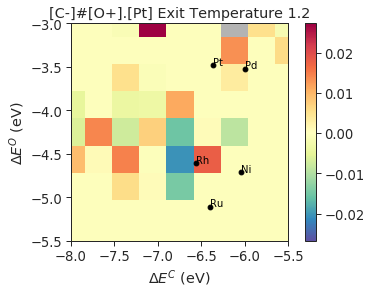 [C-]#[O+].[Pt] Exit Temperature 1.2
−3.0
−3.5
−4.0
−4.5
−5.0
−5.5
ΔE^O (eV)
Pt
Pd
Rh
Ni
Ru
−8.0 −7.5 −7.0 −6.5 −6.0 −5.5
ΔE^C (eV)
0.02
0.01
0.00
−0.01
−0.02